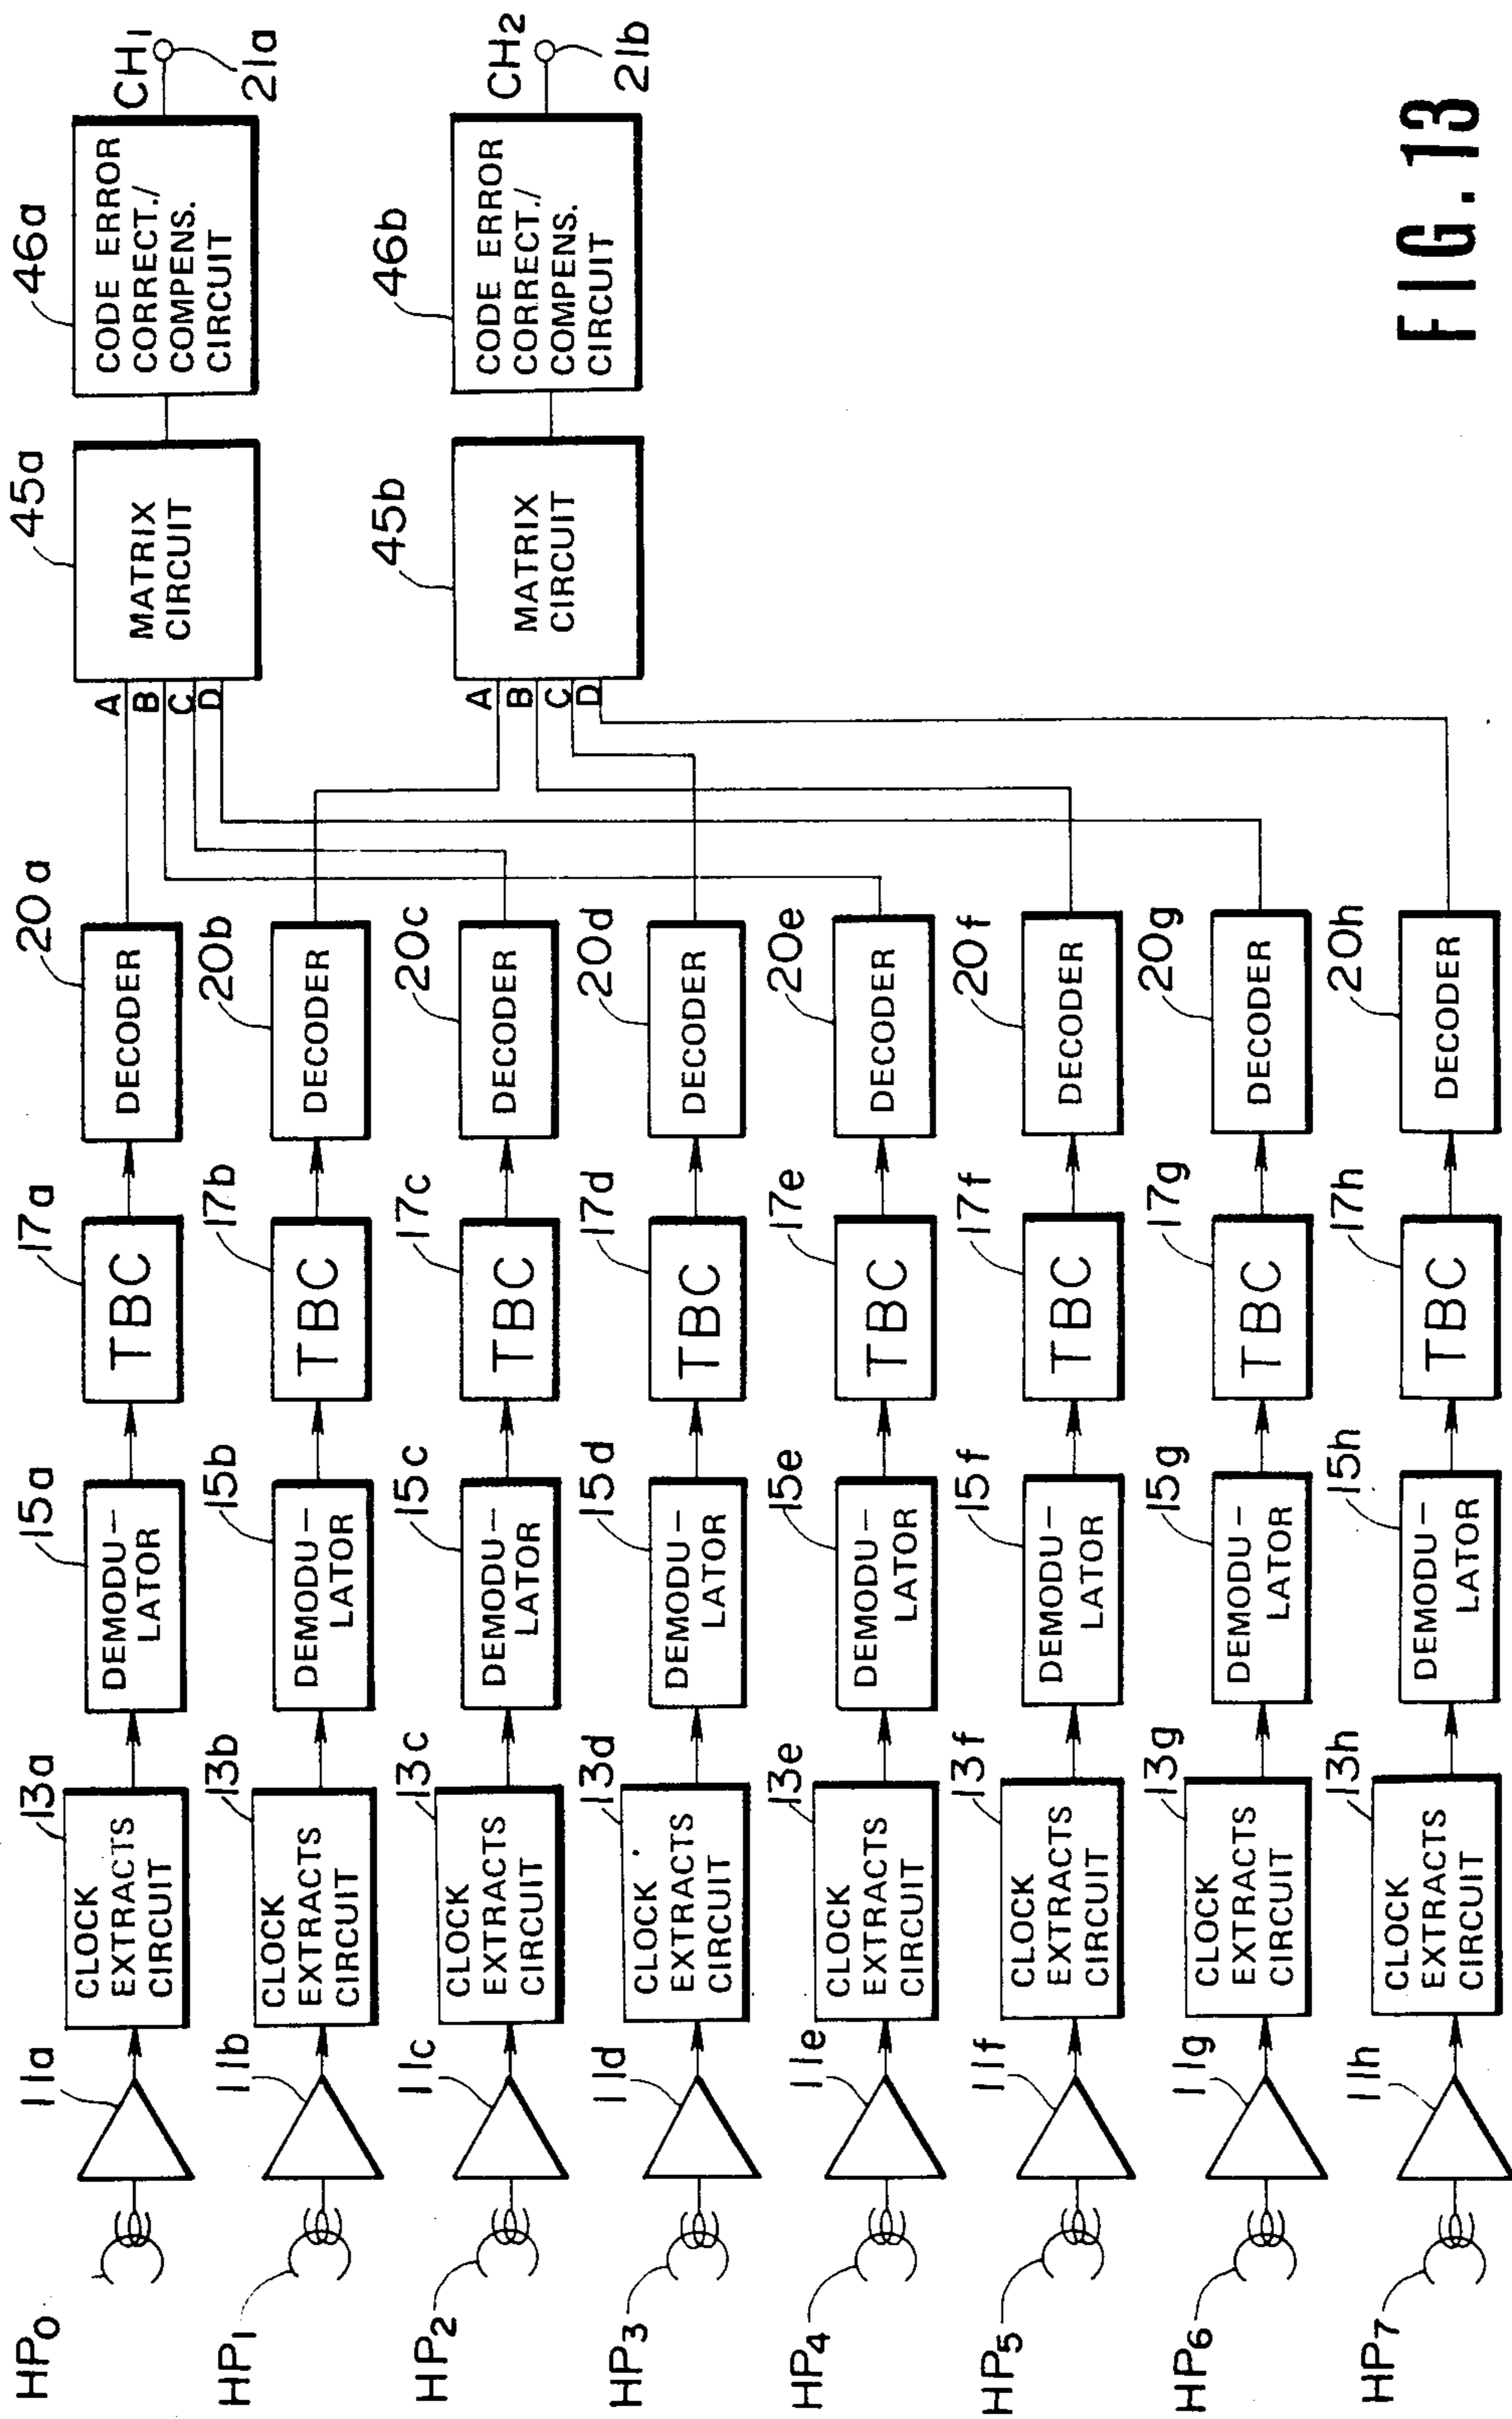 HP0
11a
13a
CLOCK
EXTRACTS
CIRCUIT
15a
DEMODU-
LATOR
17a
TBC
20a
DECODER
A
B
C
D
45a
MATRIX
CIRCUIT
46a
CODE ERROR
CORRECT./
COMPENS.
CIRCUIT
CH1
21a
HP1
11b
13b
CLOCK
EXTRACTS
CIRCUIT
15b
DEMODU-
LATOR
17b
TBC
20b
DECODER
HP2
11c
13c
CLOCK
EXTRACTS
CIRCUIT
15c
DEMODU-
LATOR
17c
TBC
20c
DECODER
A
B
C
D
45b
MATRIX
CIRCUIT
46b
CODE ERROR
CORRECT./
COMPENS.
CIRCUIT
CH2
21b
HP3
11d
13d
CLOCK
EXTRACTS
CIRCUIT
15d
DEMODU-
LATOR
17d
TBC
20d
DECODER
HP4
11e
13e
CLOCK
EXTRACTS
CIRCUIT
15e
DEMODU-
LATOR
17e
TBC
20e
DECODER
HP5
11f
13f
CLOCK
EXTRACTS
CIRCUIT
15f
DEMODU-
LATOR
17f
TBC
20f
DECODER
HP6
11g
13g
CLOCK
EXTRACTS
CIRCUIT
15g
DEMODU-
LATOR
17g
TBC
20g
DECODER
HP7
11h
13h
CLOCK
EXTRACTS
CIRCUIT
15h
DEMODU-
LATOR
17h
TBC
20h
DECODER
FIG.13